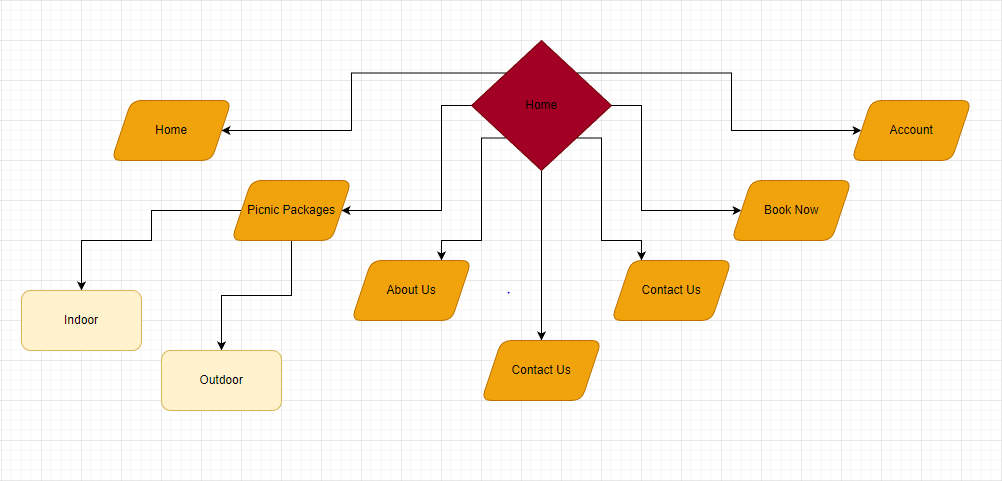 Home
Home
Account
Picnic Packages
Book Now
About Us
Contact Us
Indoor
Contact Us
Outdoor